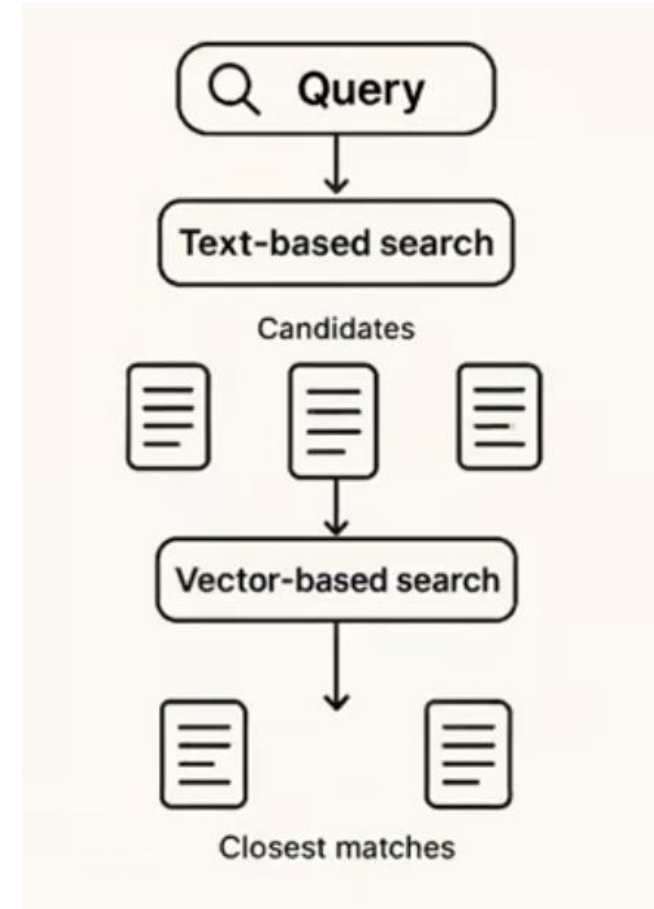 Query
Text-based search
Candidates
Vector-based search
Closest matches